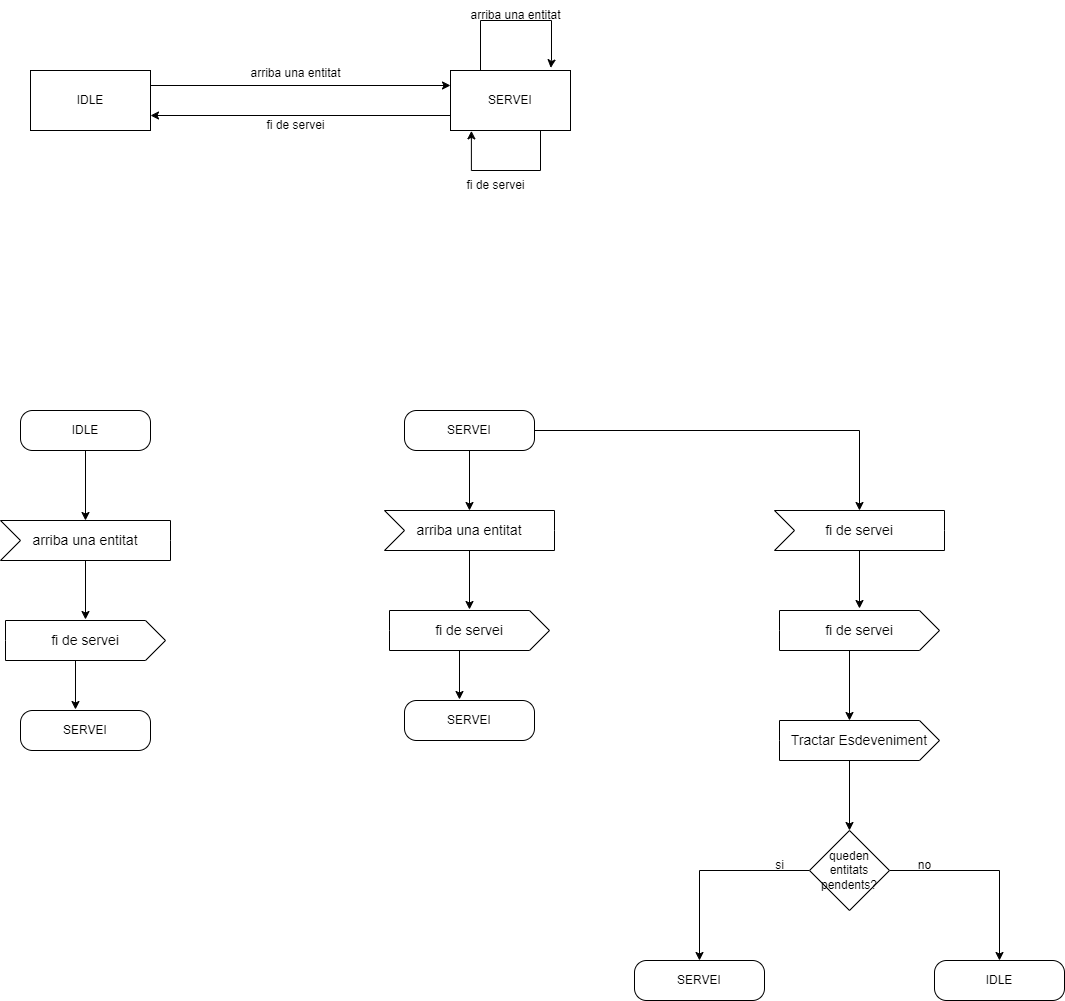 arriba una entitat
arriba una entitat
IDLE
SERVEI
fi de servei
fi de servei
IDLE
SERVEI
arriba una entitat
arriba una entitat
fi de servei
fi de servei
fi de servei
fi de servei
SERVEI
SERVEI
Tractar Esdeveniment
queden
entitats
pendents?
si
no
SERVEI
IDLE